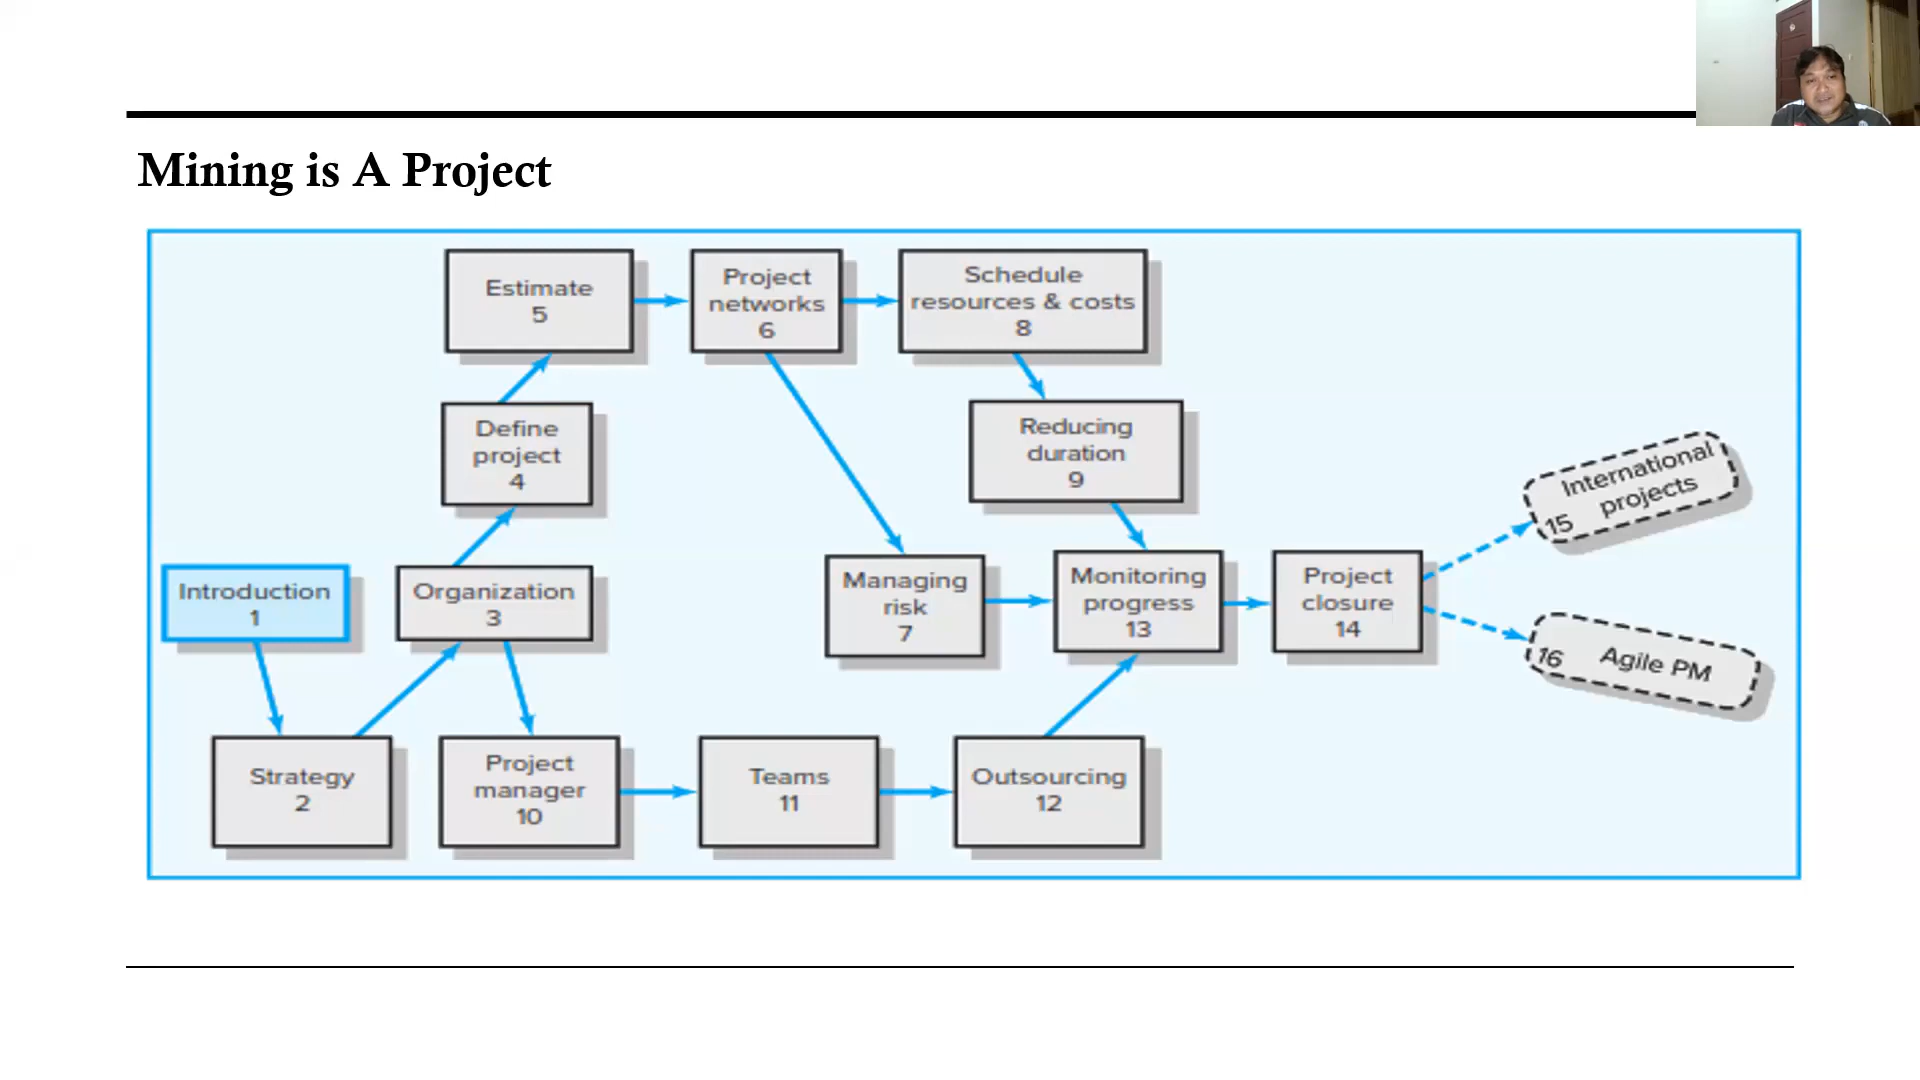 Mining is A Project
Estimate
5
Project
networks
6
Schedule
resources & costs
8
Define
project
4
Reducing
duration
9
International
projects
15
Introduction
1
Organization
3
Managing
risk
7
Monitoring
progress
13
Project
closure
14
16 Agile PM
Strategy
2
Project
manager
10
Teams
11
Outsourcing
12